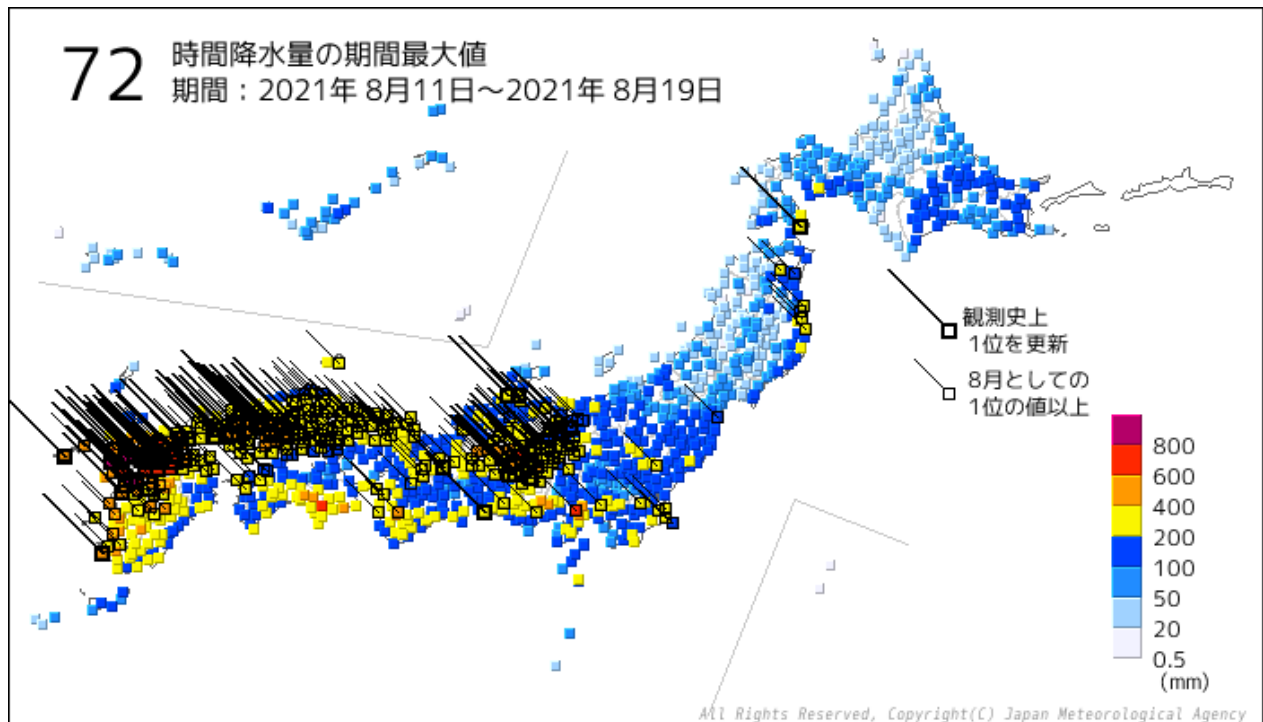 72
時間降水量の期間最大値
期間：2021年 8月11日～2021年 8月19日
観測史上
1位を更新
8月としての
1位の値以上
800
600
400
200
100
50
20
0.5
(mm)
All Rights Reserved, Copyright(C) Japan Meteorological Agency